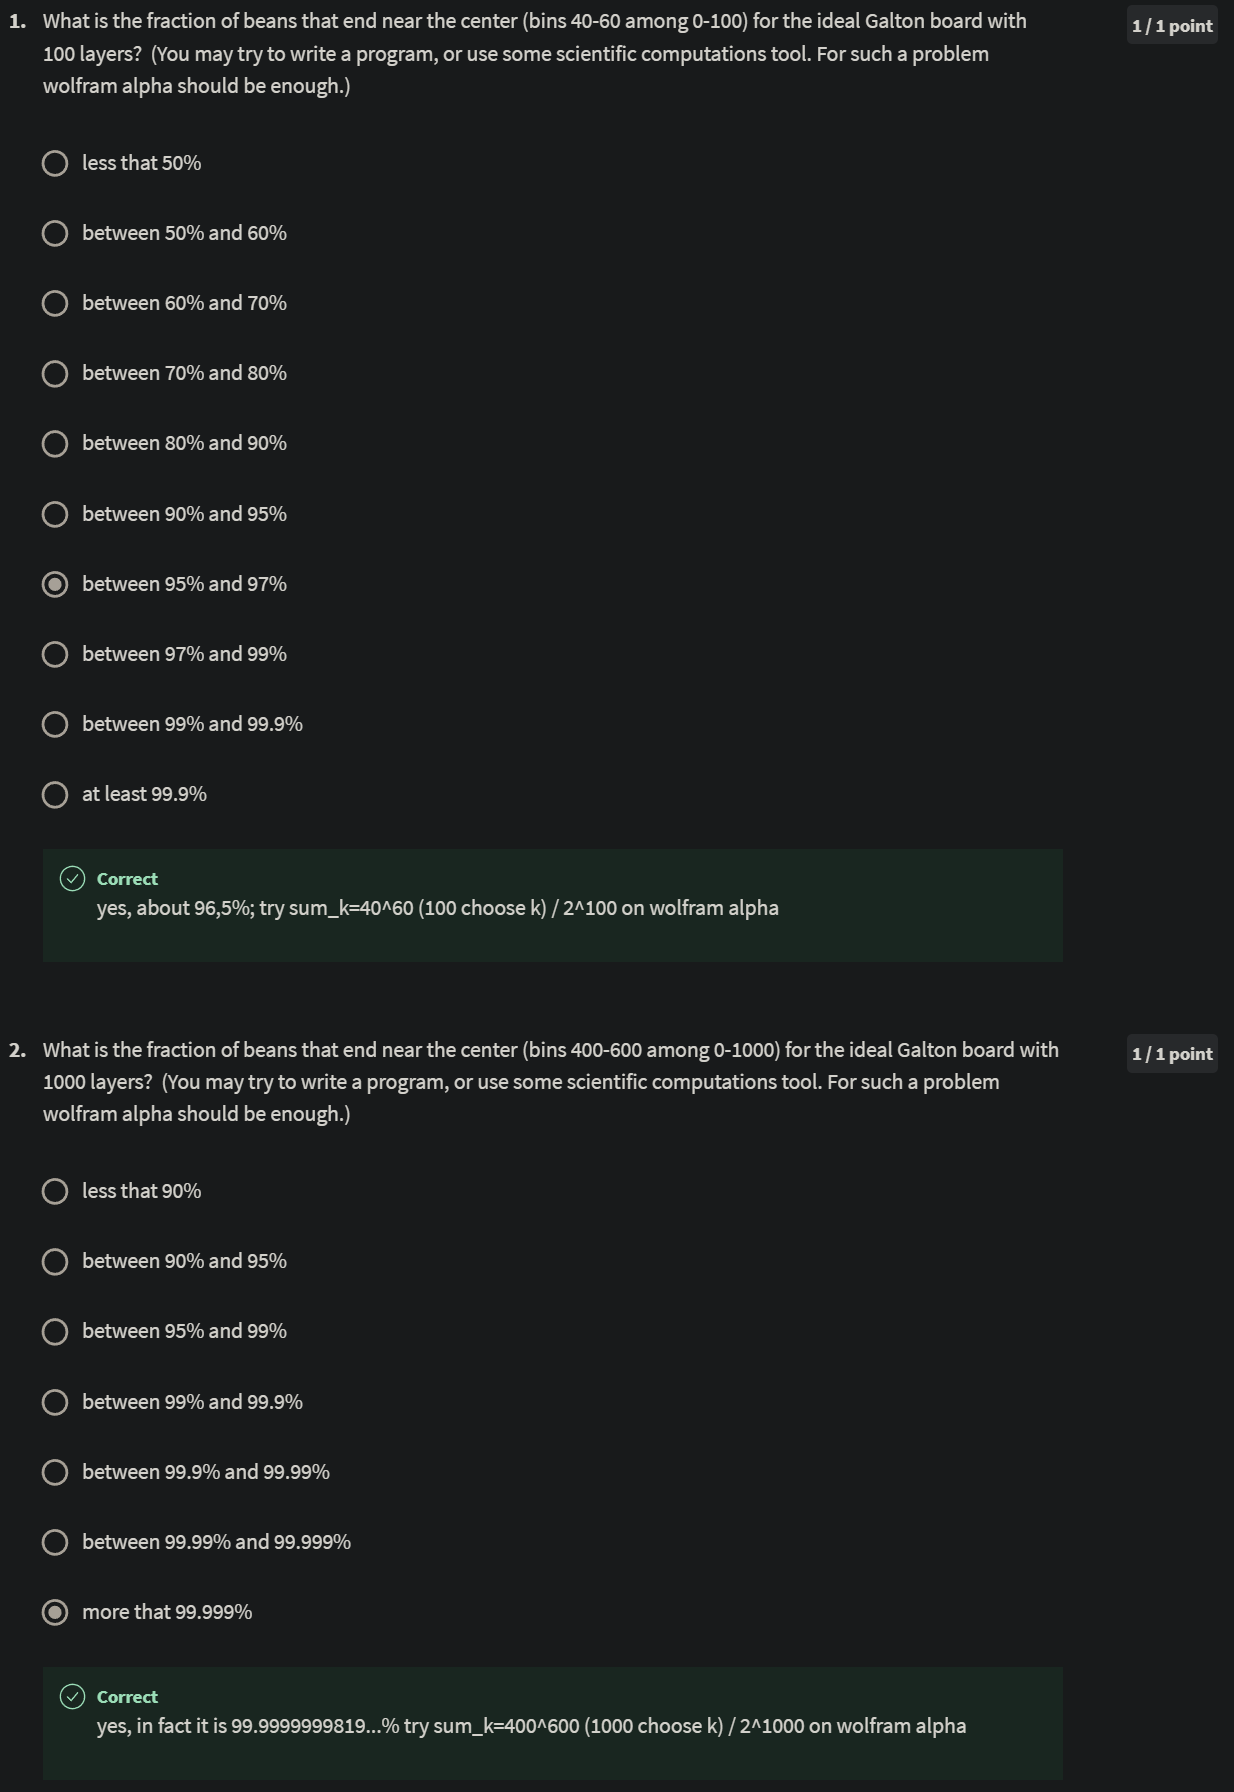 1. What is the fraction of beans that end near the center (bins 40-60 among 0-100) for the ideal Galton board with
1 / 1 point
100 layers? (You may try to write a program, or use some scientific computations tool. For such a problem
wolfram alpha should be enough.)
less that 50%
between 50% and 60%
between 60% and 70%
between 70% and 80%
between 80% and 90%
between 90% and 95%
between 95% and 97%
between 97% and 99%
between 99% and 99.9%
at least 99.9%
Correct
yes, about 96,5%; try sum_k=40^60 (100 choose k) / 2^100 on wolfram alpha
2. What is the fraction of beans that end near the center (bins 400-600 among 0-1000) for the ideal Galton board with
1 / 1 point
1000 layers? (You may try to write a program, or use some scientific computations tool. For such a problem
wolfram alpha should be enough.)
less that 90%
between 90% and 95%
between 95% and 99%
between 99% and 99.9%
between 99.9% and 99.99%
between 99.99% and 99.999%
more that 99.999%
Correct
yes, in fact it is 99.9999999819...% try sum_k=400^600 (1000 choose k) / 2^1000 on wolfram alpha